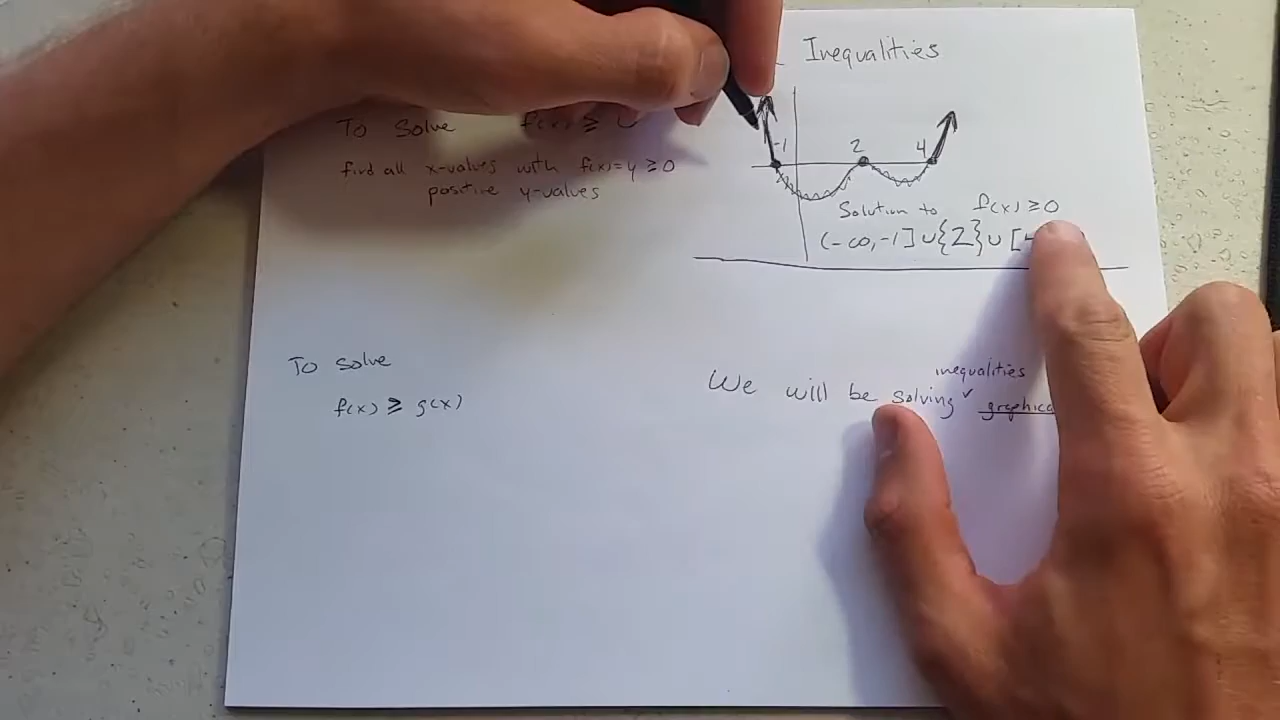 Inequalities
To Solve f(x) ≥
find all x-values with f(x)=y ≥ 0
positive y-values
-1 2 4
Solution to f(x) ≥ 0
(-∞,-1] ∪ {2} ∪ [
To solve
f(x) ≥ g(x)
inequalities
We will be solving ✓